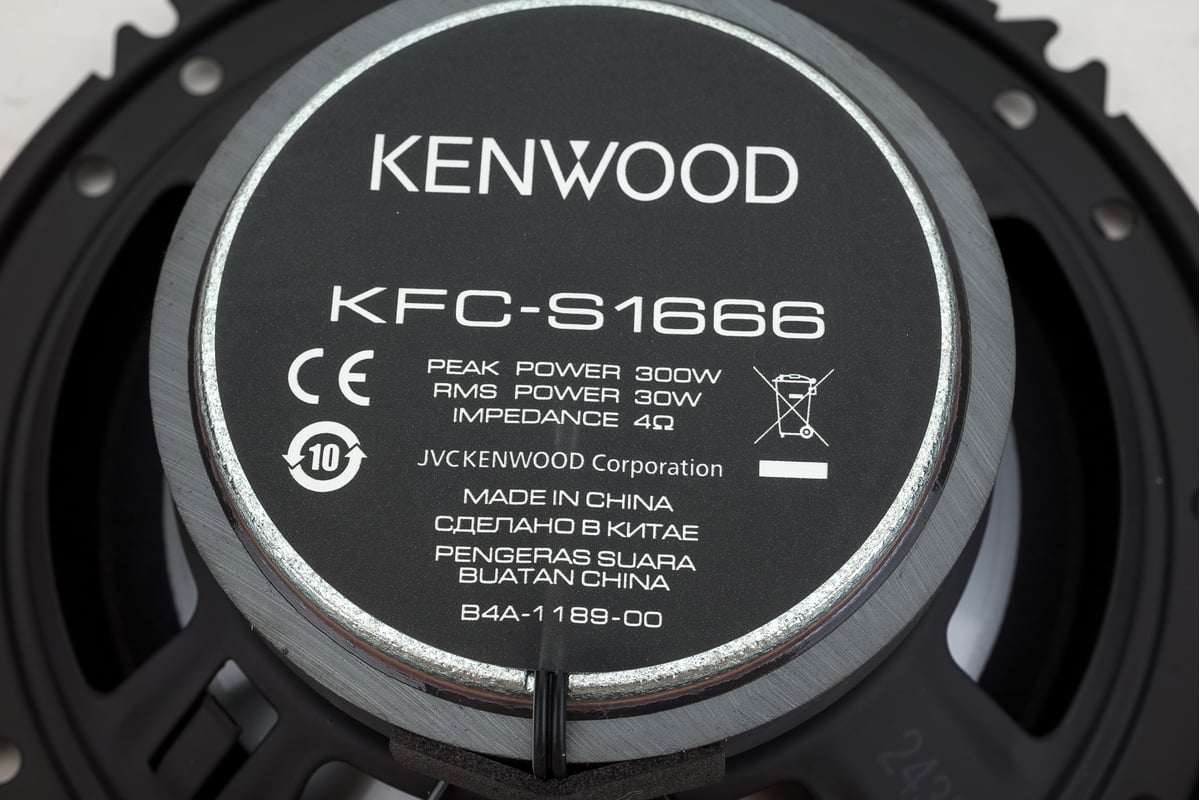 KENWOOD
KFC-S1666
CE
PEAK POWER 300W
RMS POWER 30W
IMPEDANCE 4Ω
10
JVCKENWOOD Corporation
MADE IN CHINA
СДЕЛАНО В КИТАЕ
PENGERAS SUARA
BUATAN CHINA
B4A-1189-00